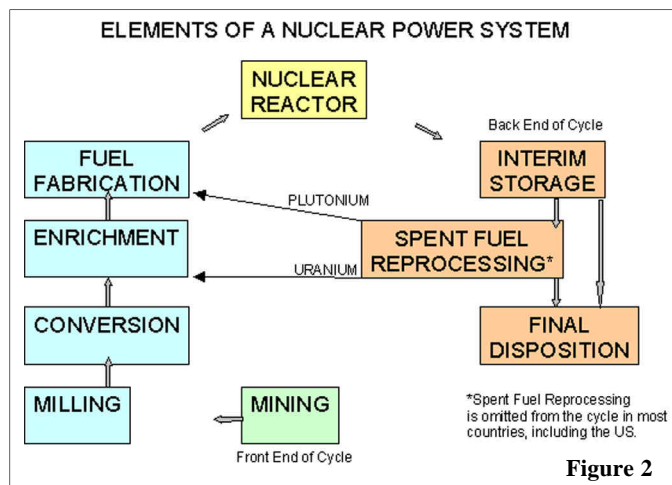 ELEMENTS OF A NUCLEAR POWER SYSTEM
NUCLEAR
REACTOR
Back End of Cycle
FUEL
FABRICATION
INTERIM
STORAGE
PLUTONIUM
ENRICHMENT
SPENT FUEL
REPROCESSING*
URANIUM
CONVERSION
FINAL
DISPOSITION
MILLING
MINING
*Spent Fuel Reprocessing
is omitted from the cycle in most
countries, including the US.
Front End of Cycle
Figure 2